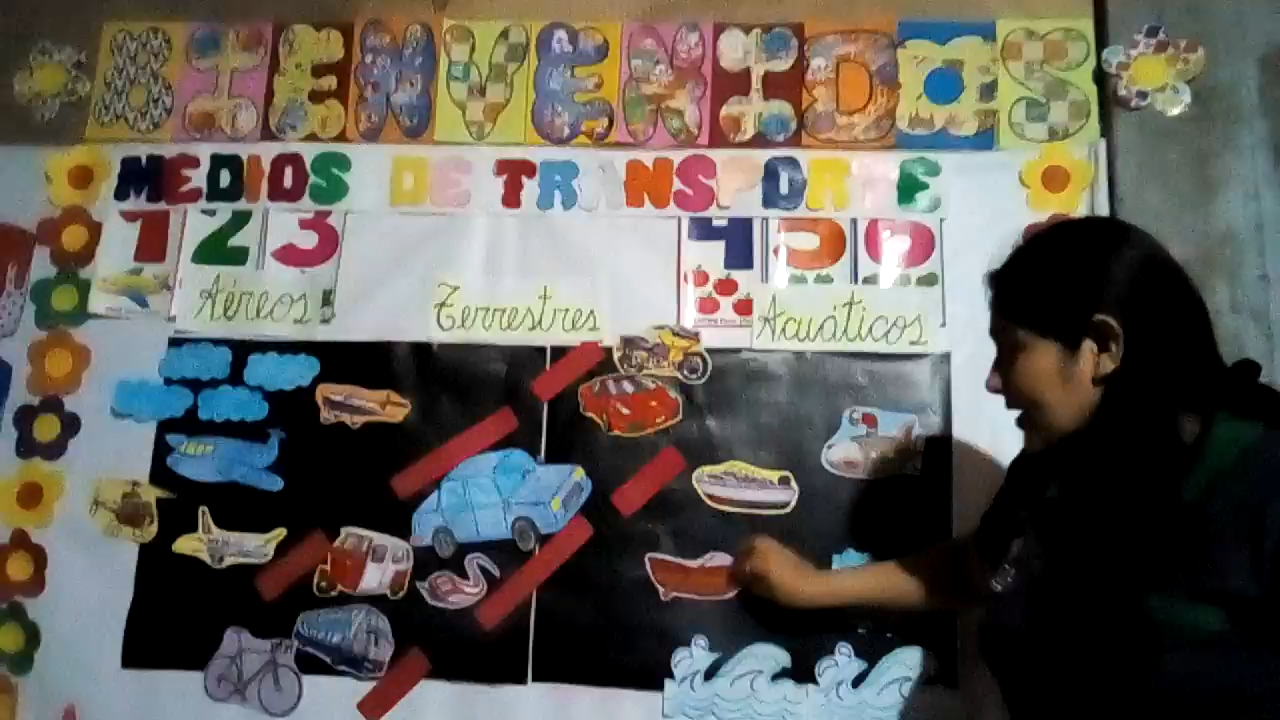 BIENVENIDOS
MEDIOS DE TRANSPORTE
1 2 3 4 5 6
Aéreos Terrestres Acuáticos